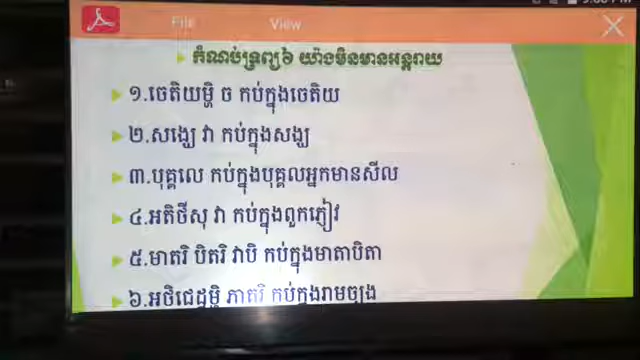 File View
កំណប់ទ្រព្យ៦ យ៉ាងមិនមានអន្តរាយ
១.ចេតិយម្ហិ ច កប់ក្នុងចេតិយ
២.សង្ឃេ វា កប់ក្នុងសង្ឃ
៣.បុគ្គលេ កប់ក្នុងបុគ្គលអ្នកមានសីល
៤.អតិថីសុ វា កប់ក្នុងពួកភ្ញៀវ
៥.មាតរិ បិតរិ វាបិ កប់ក្នុងមាតាបិតា
៦.អថិជេដ្ឋម្ហិ ភាតរិ កប់ក្នុងរាមច្បង